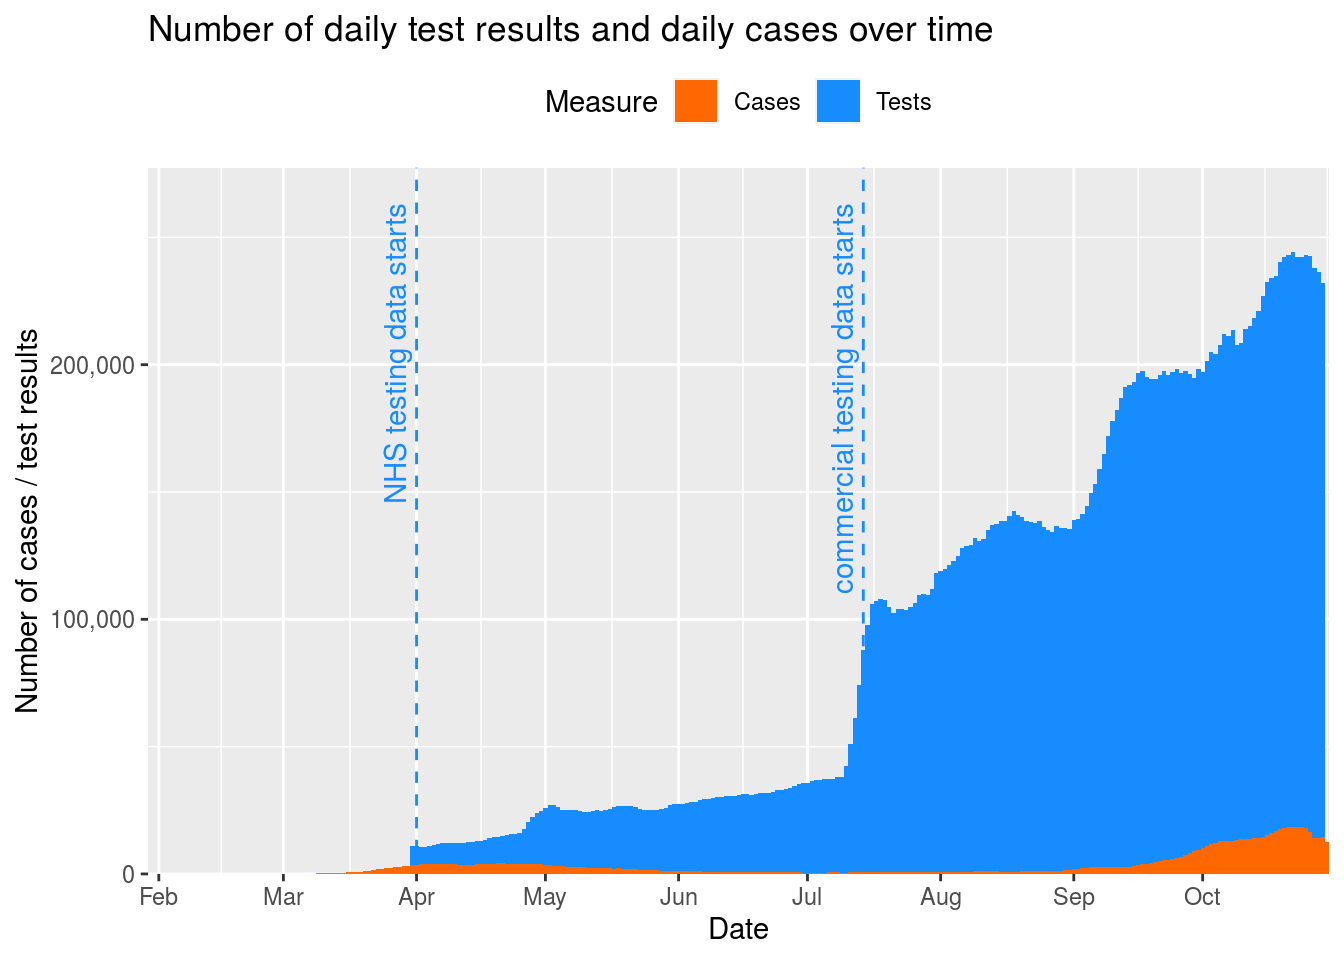 Number of daily test results and daily cases over time
Measure Cases Tests
NHS testing data starts
commercial testing data starts
Number of cases / test results
200,000
100,000
0
Feb Mar Apr May Jun Jul Aug Sep Oct
Date